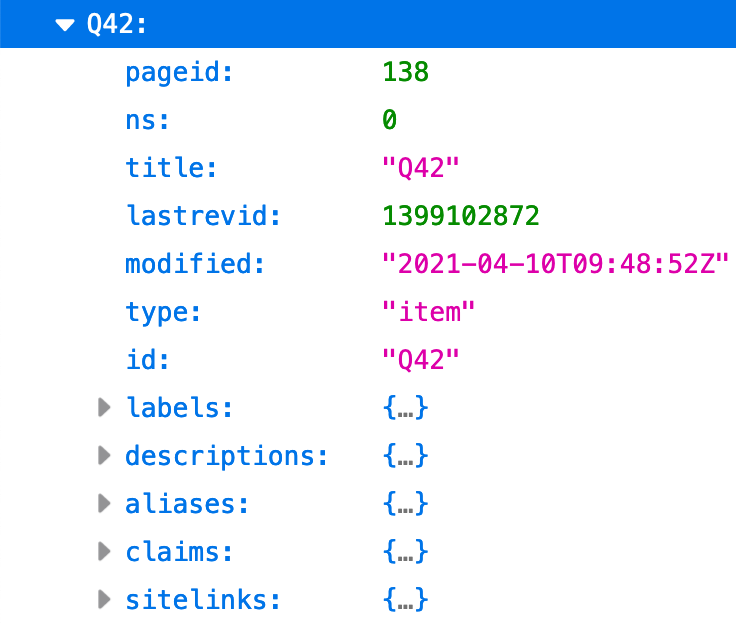 Q42:
pageid: 138
ns: 0
title: "Q42"
lastrevid: 1399102872
modified: "2021-04-10T09:48:52Z"
type: "item"
id: "Q42"
labels: {…}
descriptions: {…}
aliases: {…}
claims: {…}
sitelinks: {…}